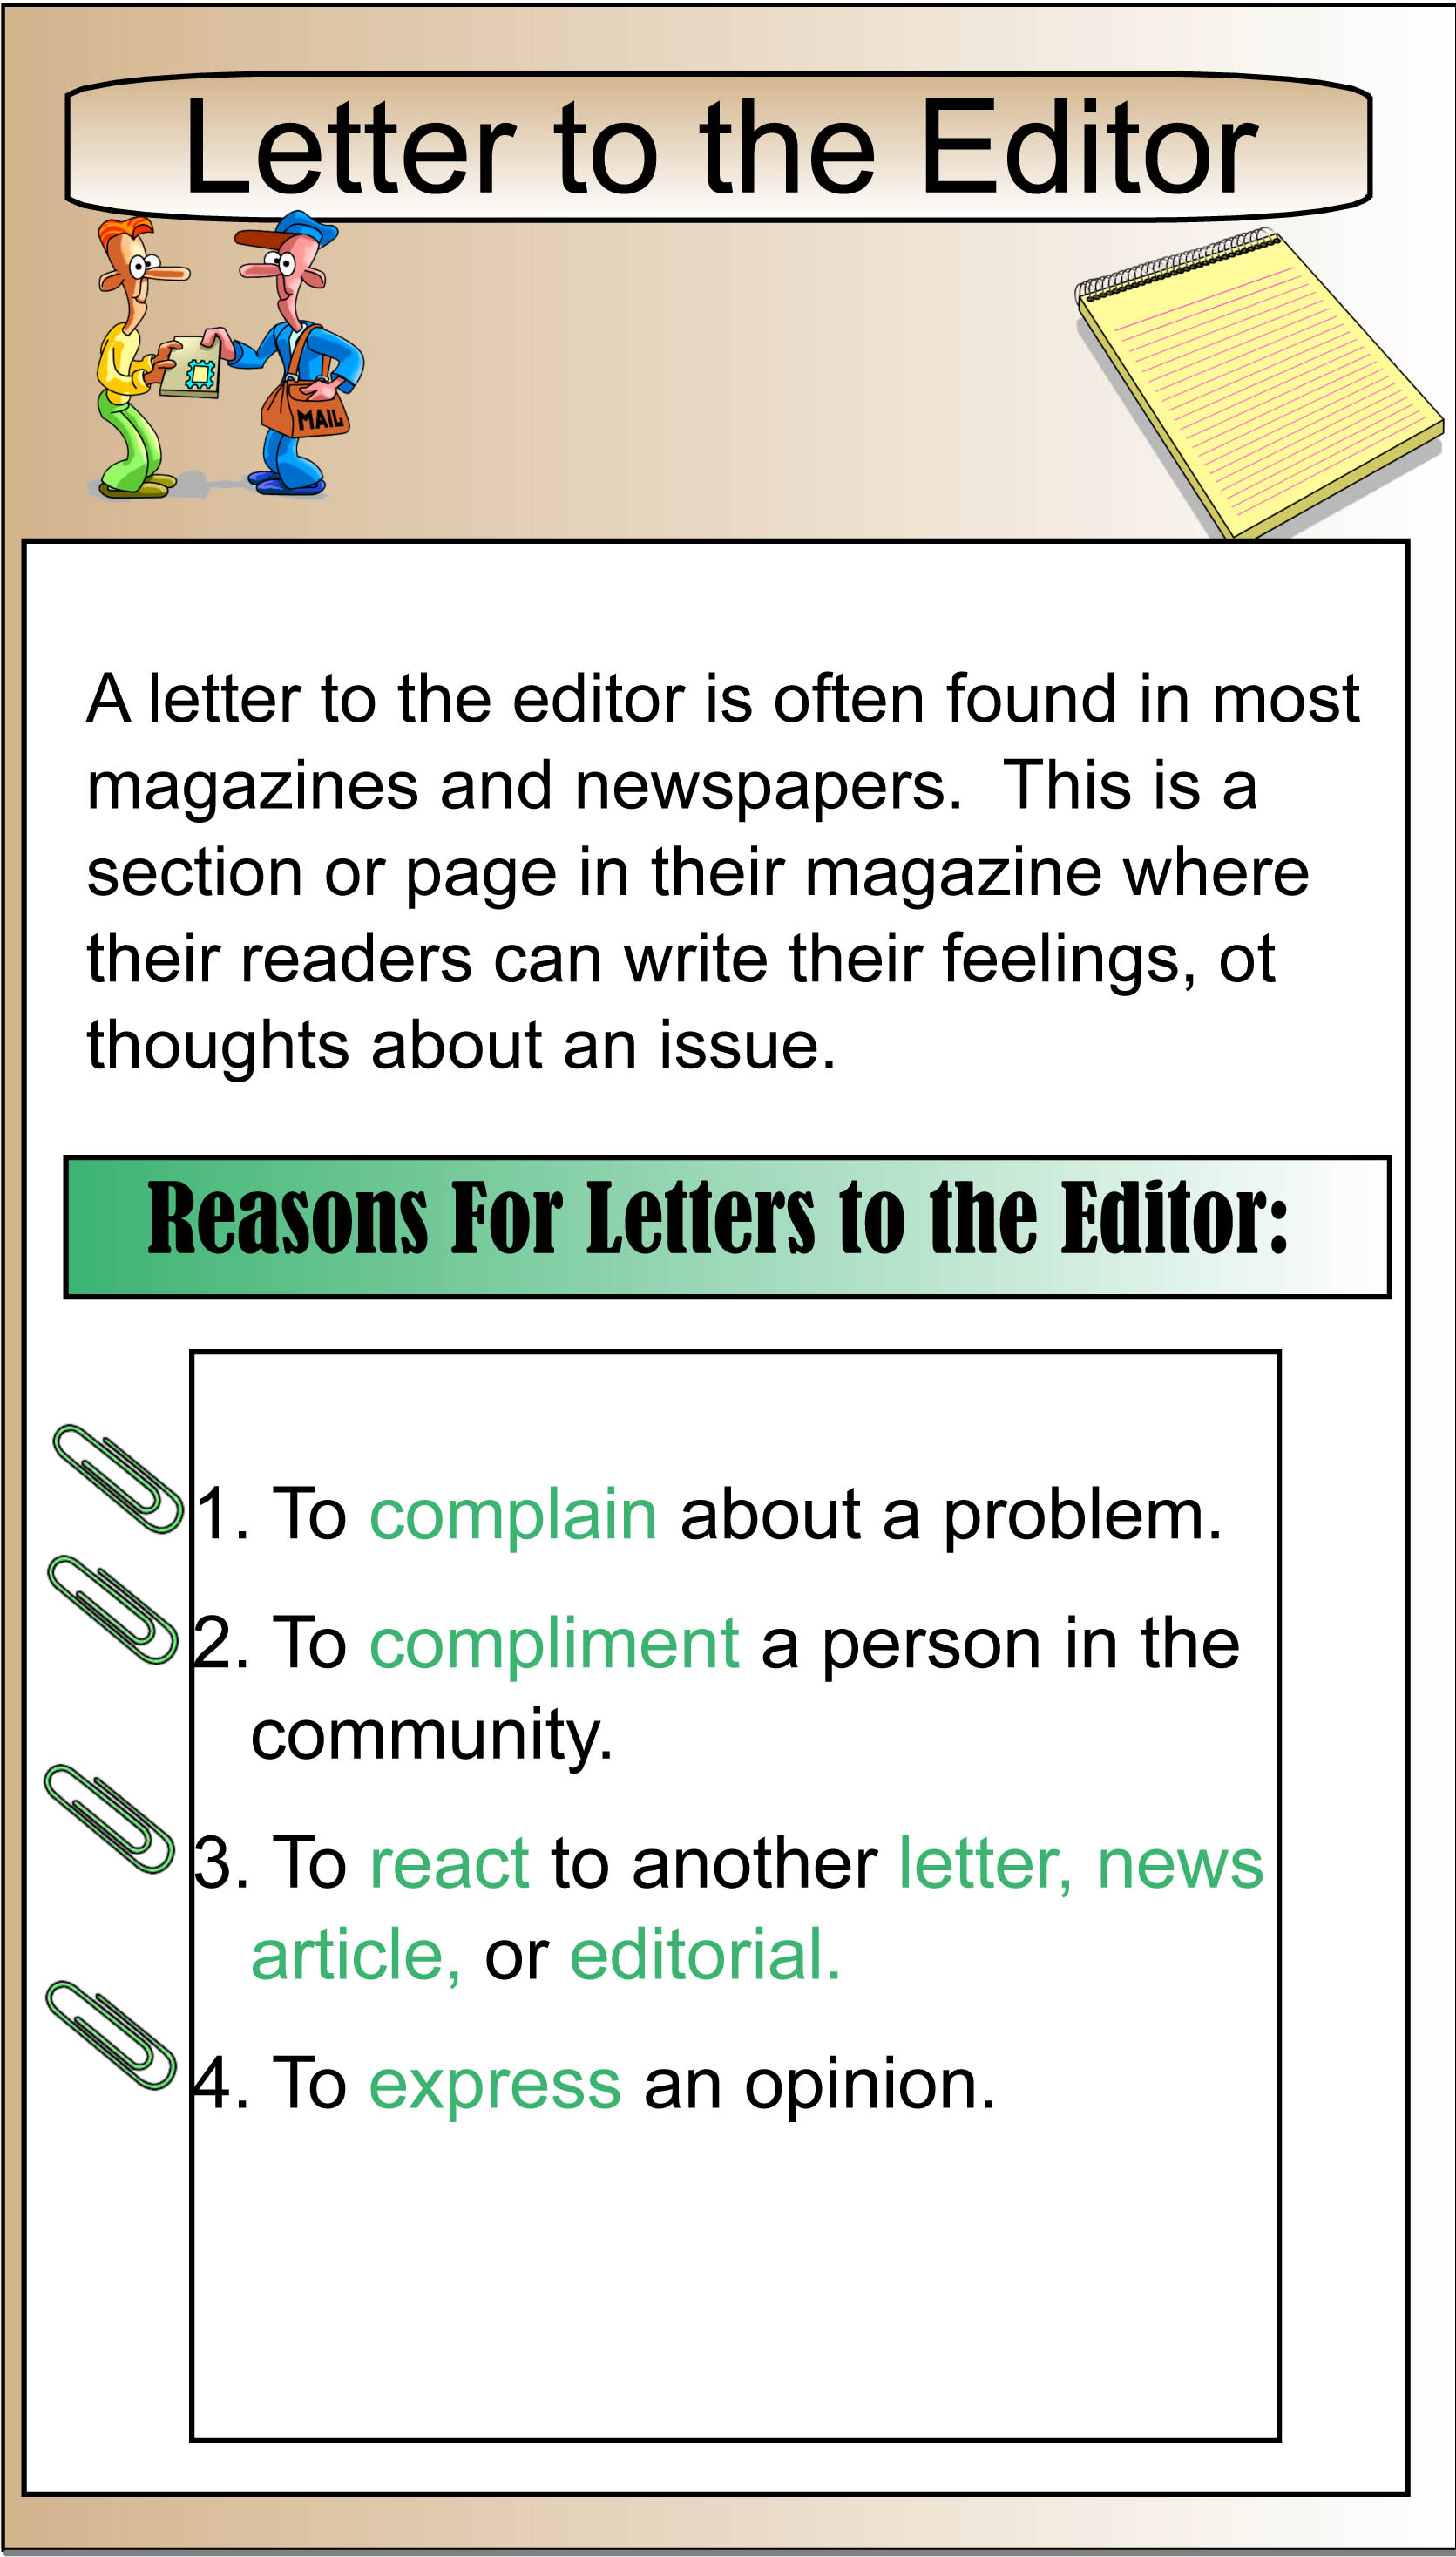 Letter to the Editor
MAIL
A letter to the editor is often found in most
magazines and newspapers.  This is a
section or page in their magazine where
their readers can write their feelings, ot
thoughts about an issue.
Reasons For Letters to the Editor:
1. To complain about a problem.
2. To compliment a person in the
community.
3. To react to another letter, news
article, or editorial.
4. To express an opinion.